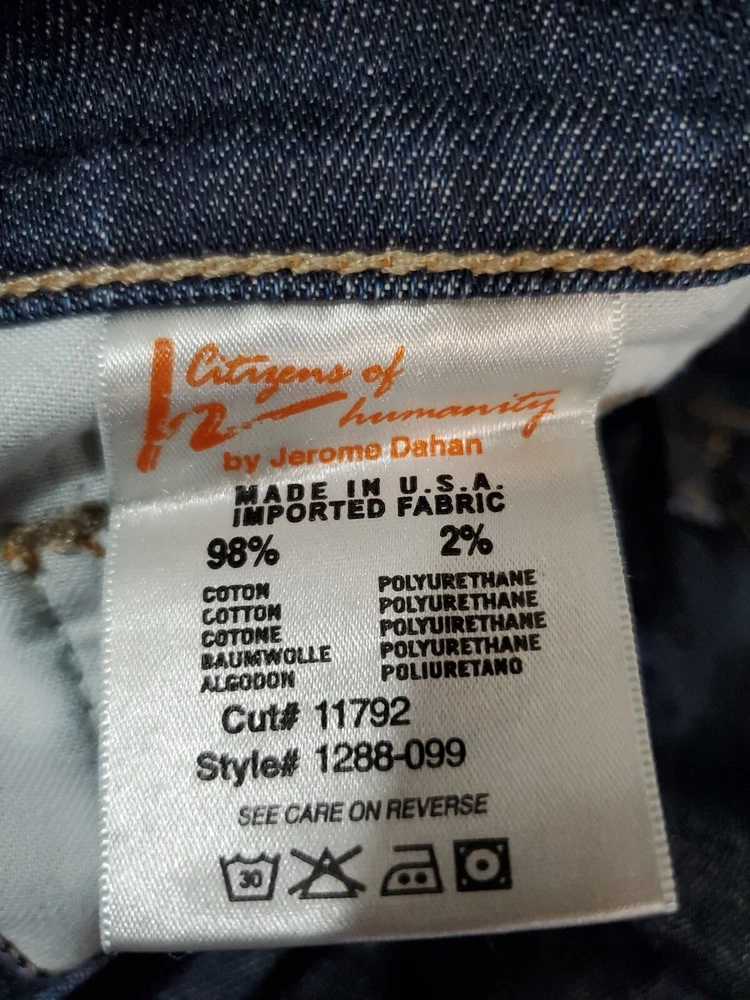 Citizens of
humanity
by Jerome Dahan
MADE IN U.S.A.
IMPORTED FABRIC
98% 2%
COTON POLYURETHANE
COTTON POLYURETHANE
COTONE POLYUIRETHANE
BAUMWOLLE POLYURETHANE
ALGODON POLIURETANO
Cut# 11792
Style# 1288-099
SEE CARE ON REVERSE
30